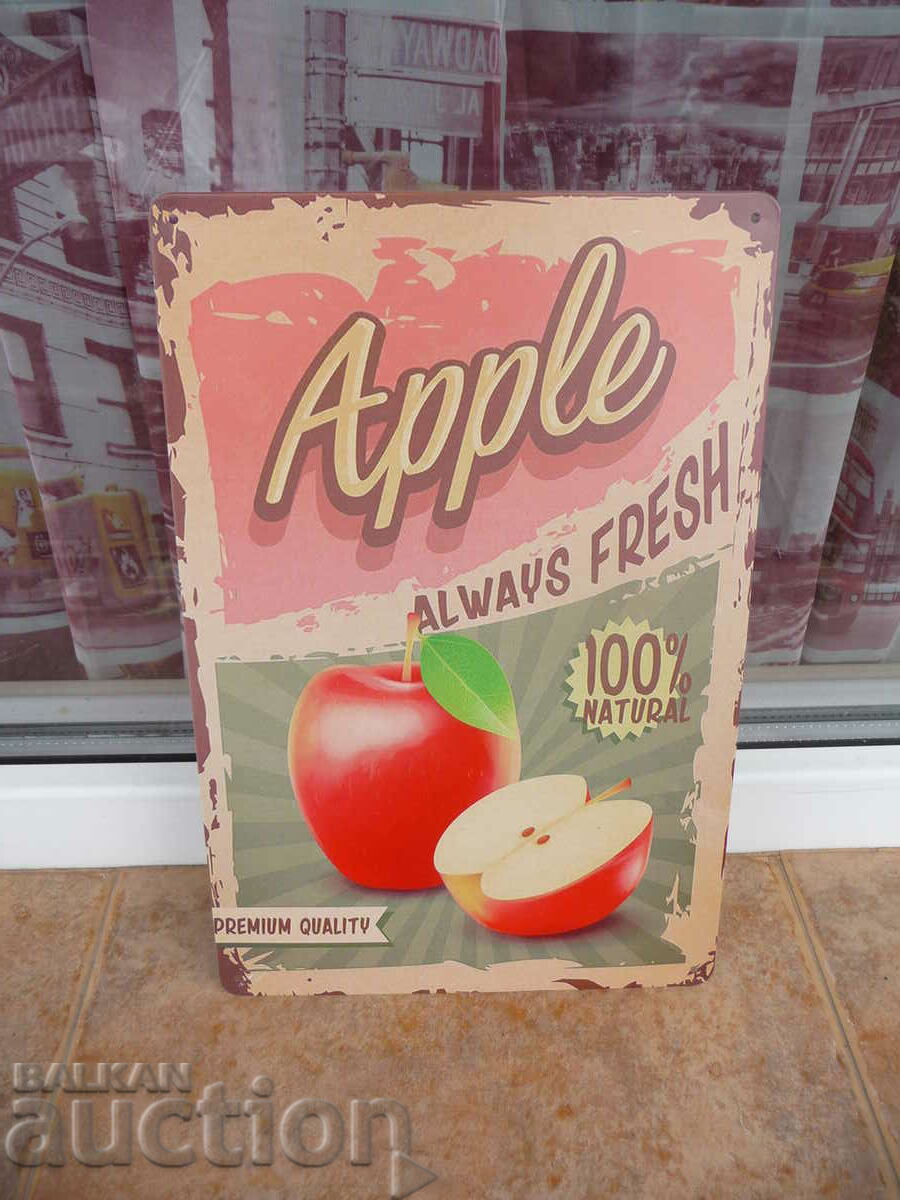 Apple
ALWAYS FRESH
100%
NATURAL
PREMIUM QUALITY
BALKAN
auction